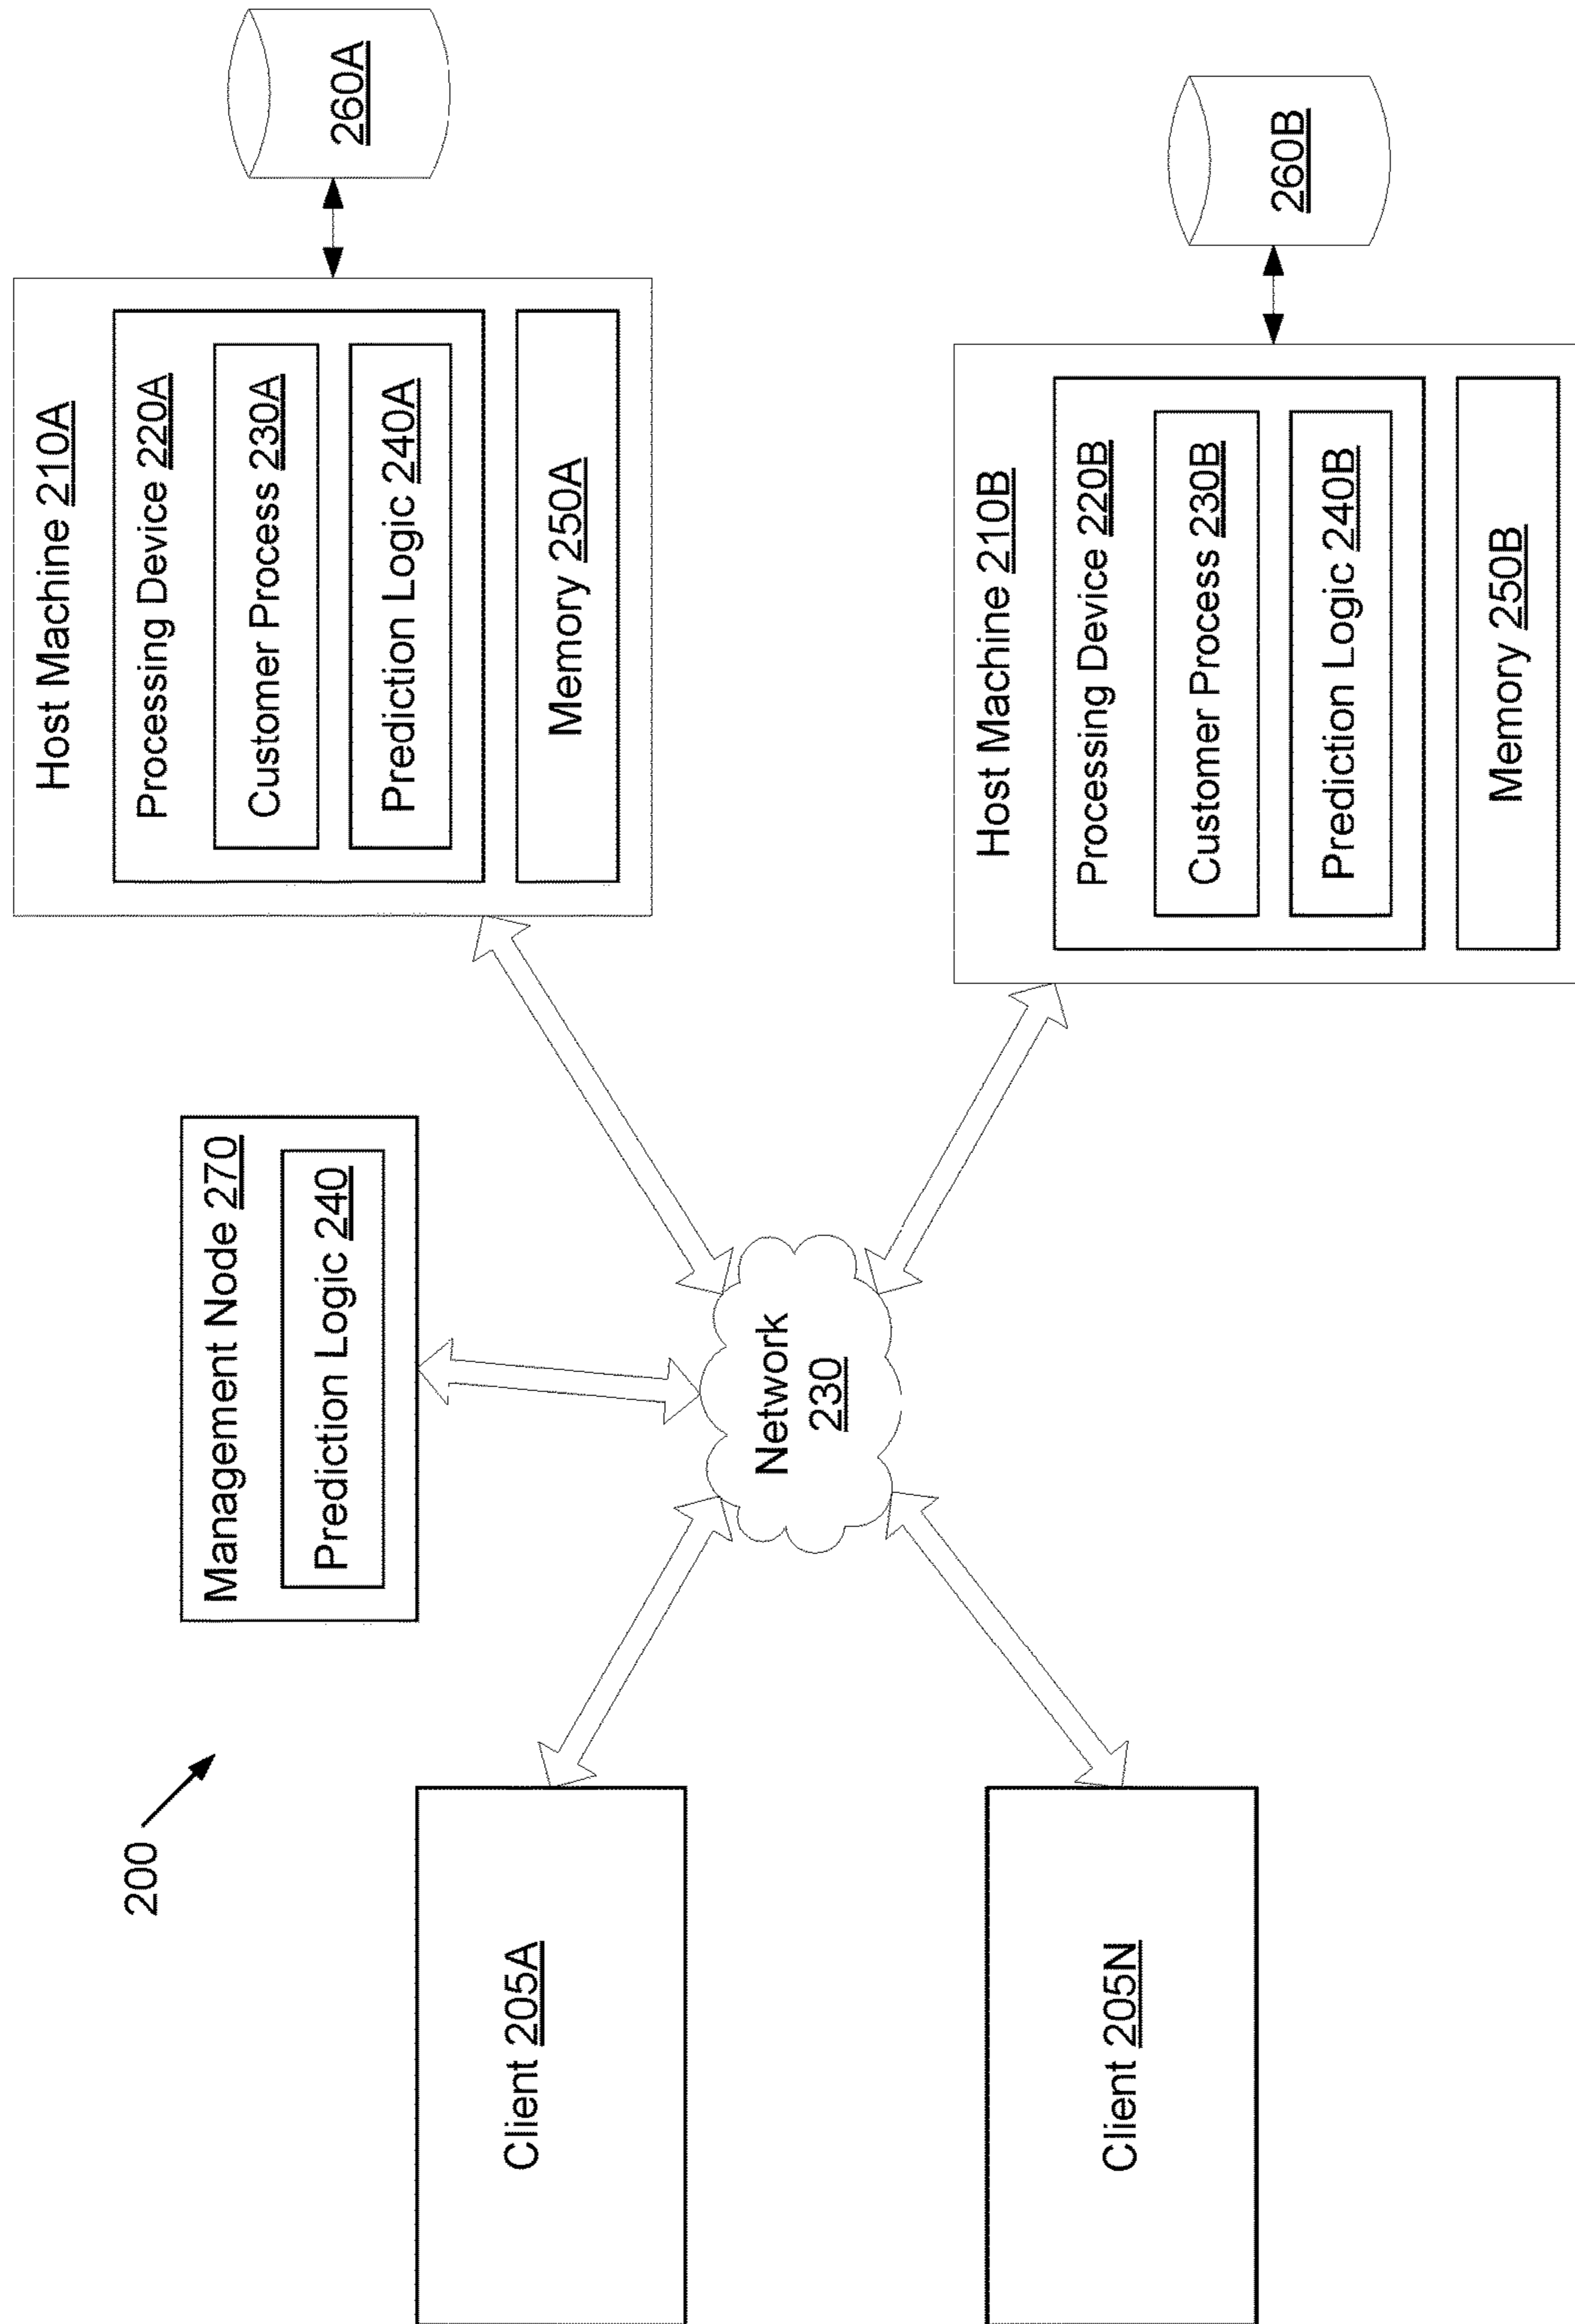 200
Management Node 270
Prediction Logic 240
Client 205A
Client 205N
Network
230
Host Machine 210A
Processing Device 220A
Customer Process 230A
Prediction Logic 240A
Memory 250A
260A
Host Machine 210B
Processing Device 220B
Customer Process 230B
Prediction Logic 240B
Memory 250B
260B